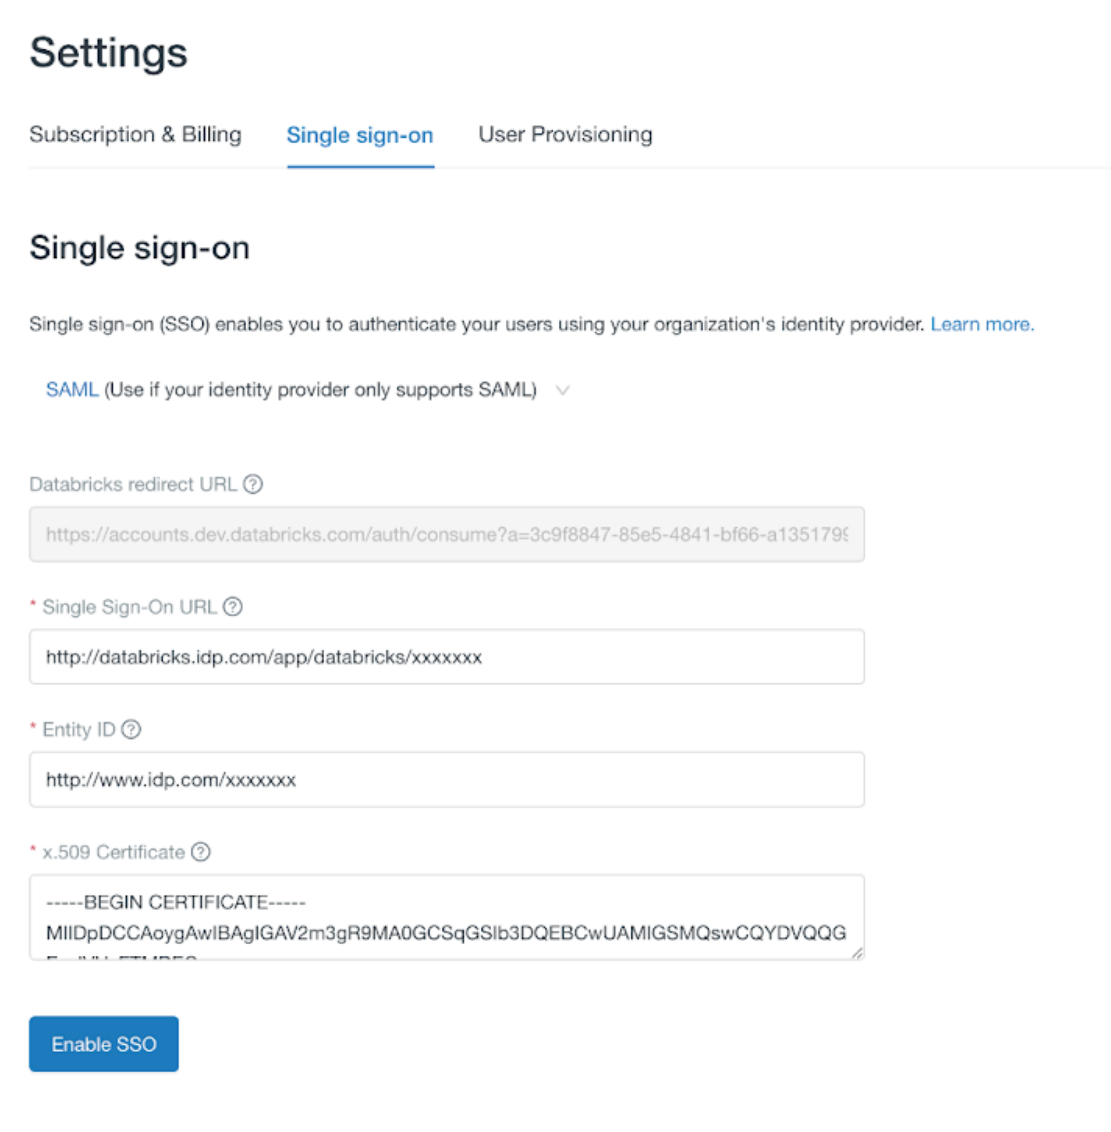 Settings
Subscription & Billing Single sign-on User Provisioning
Single sign-on
Single sign-on (SSO) enables you to authenticate your users using your organization's identity provider. Learn more.
SAML (Use if your identity provider only supports SAML)
Databricks redirect URL ?
https://accounts.dev.databricks.com/auth/consume?a=3c9f8847-85e5-4841-bf66-a135179
* Single Sign-On URL ?
http://databricks.idp.com/app/databricks/xxxxxxx
* Entity ID ?
http://www.idp.com/xxxxxxx
* x.509 Certificate ?
-----BEGIN CERTIFICATE-----
MIIDpDCCAoygAwIBAgIGAV2m3gR9MA0GCSqGSIb3DQEBCwUAMIGSMQswCQYDVQQG
Enable SSO